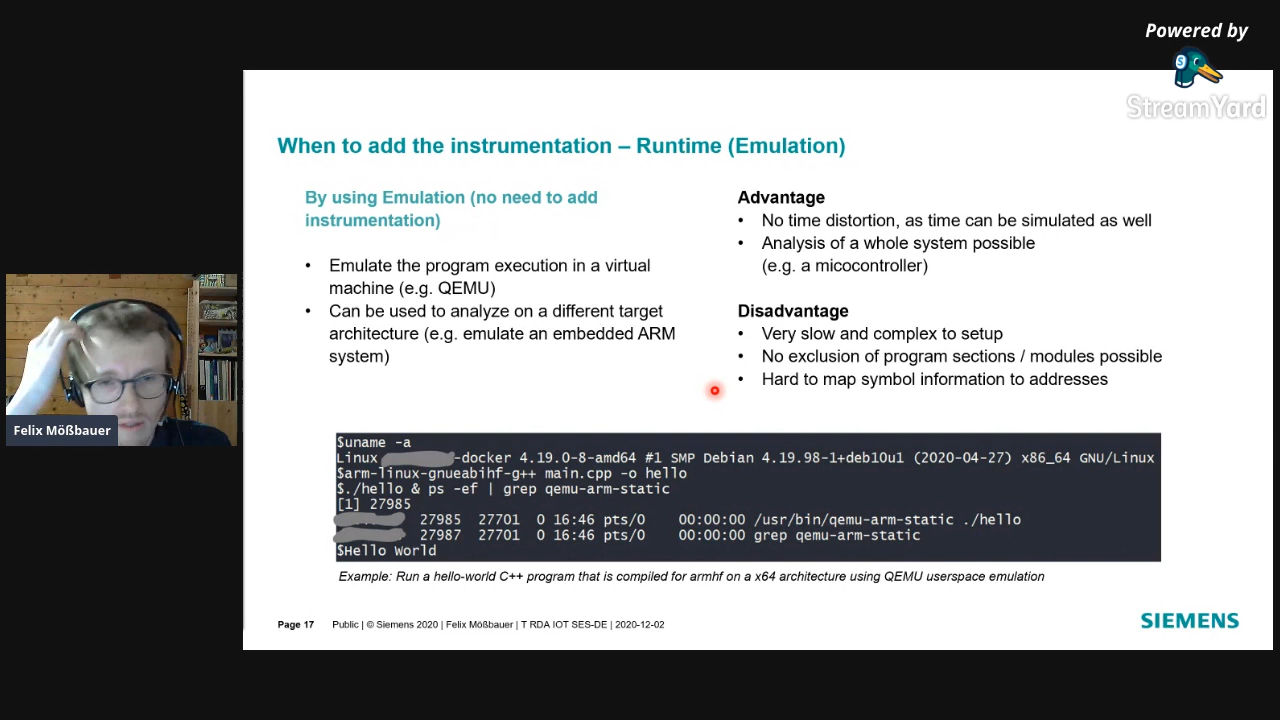 Powered by
StreamYard
When to add the instrumentation – Runtime (Emulation)
By using Emulation (no need to add
instrumentation)
• Emulate the program execution in a virtual
machine (e.g. QEMU)
• Can be used to analyze on a different target
architecture (e.g. emulate an embedded ARM
system)
Advantage
• No time distortion, as time can be simulated as well
• Analysis of a whole system possible
(e.g. a micocontroller)
Disadvantage
• Very slow and complex to setup
• No exclusion of program sections / modules possible
• Hard to map symbol information to addresses
Felix Mößbauer
$uname -a
Linux -docker 4.19.0-8-amd64 #1 SMP Debian 4.19.98-1+deb10u1 (2020-04-27) x86_64 GNU/Linux
$arm-linux-gnueabihf-g++ main.cpp -o hello
$./hello & ps -ef | grep qemu-arm-static
[1] 27985
27985 27701 0 16:46 pts/0 00:00:00 /usr/bin/qemu-arm-static ./hello
27987 27701 0 16:46 pts/0 00:00:00 grep qemu-arm-static
$Hello World
Example: Run a hello-world C++ program that is compiled for armhf on a x64 architecture using QEMU userspace emulation
Page 17 Public | © Siemens 2020 | Felix Mößbauer | T RDA IOT SES-DE | 2020-12-02
SIEMENS